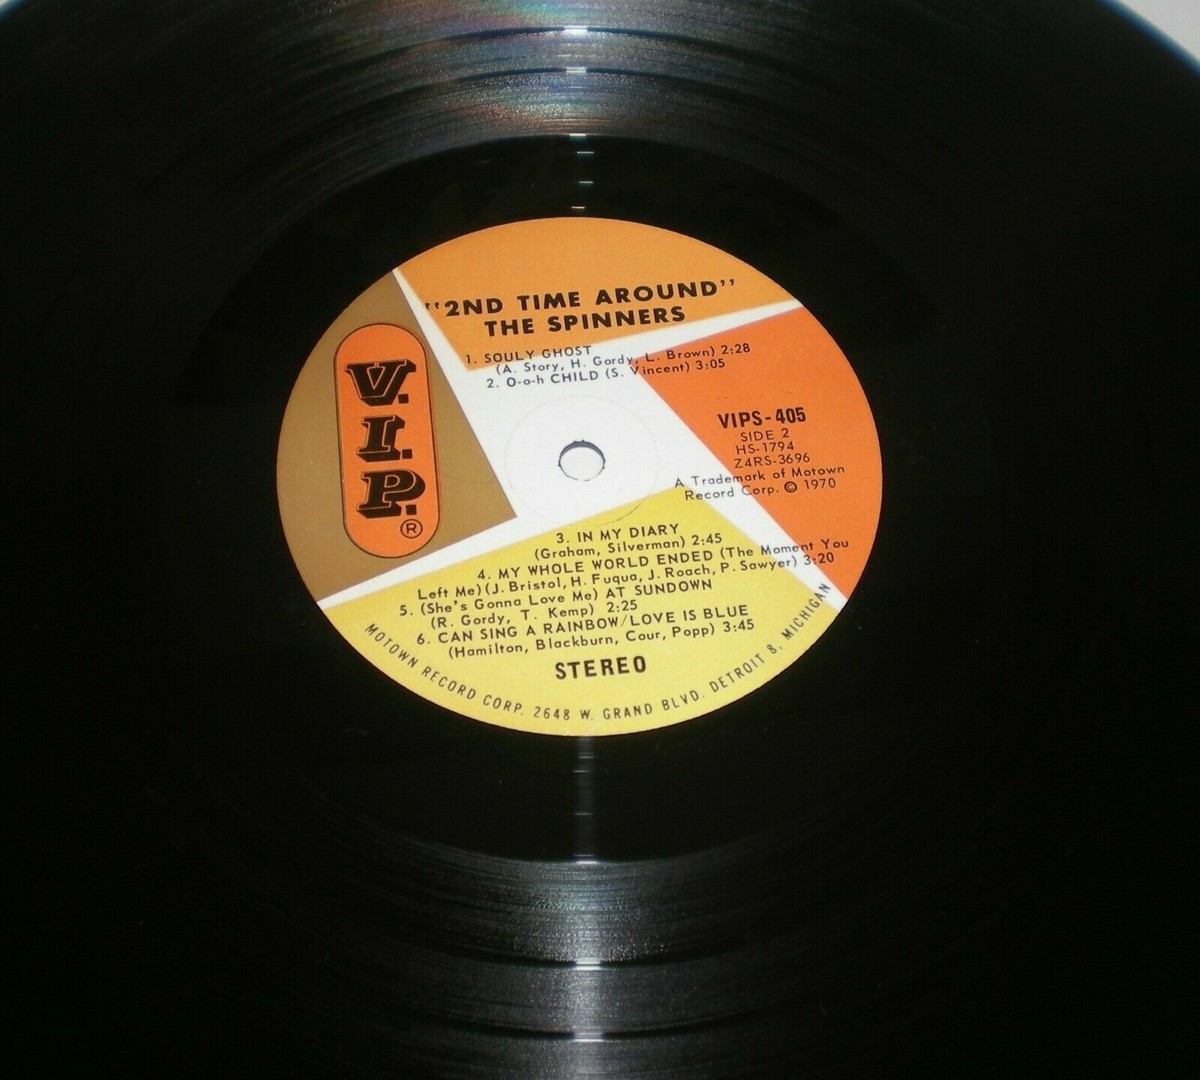 "2ND TIME AROUND"
THE SPINNERS
1. SOULY GHOST
(A. Story, H. Gordy, L. Brown) 2:28
2. O-o-h CHILD (S. Vincent) 3:05
V.
I.
P.
®
VIPS-405
SIDE 2
HS-1794
Z4RS-3696
A Trademark of Motown
Record Corp. © 1970
3. IN MY DIARY
(Graham, Silverman) 2:45
4. MY WHOLE WORLD ENDED (The Moment You
Left Me) (J. Bristol, H. Fuqua, J. Roach, P. Sawyer) 3:20
5. (She's Gonna Love Me) AT SUNDOWN
(R. Gordy, T. Kemp) 2:25
6. CAN SING A RAINBOW/LOVE IS BLUE
(Hamilton, Blackburn, Cour, Popp) 3:45
STEREO
MOTOWN RECORD CORP. 2648 W. GRAND BLVD. DETROIT 8, MICHIGAN